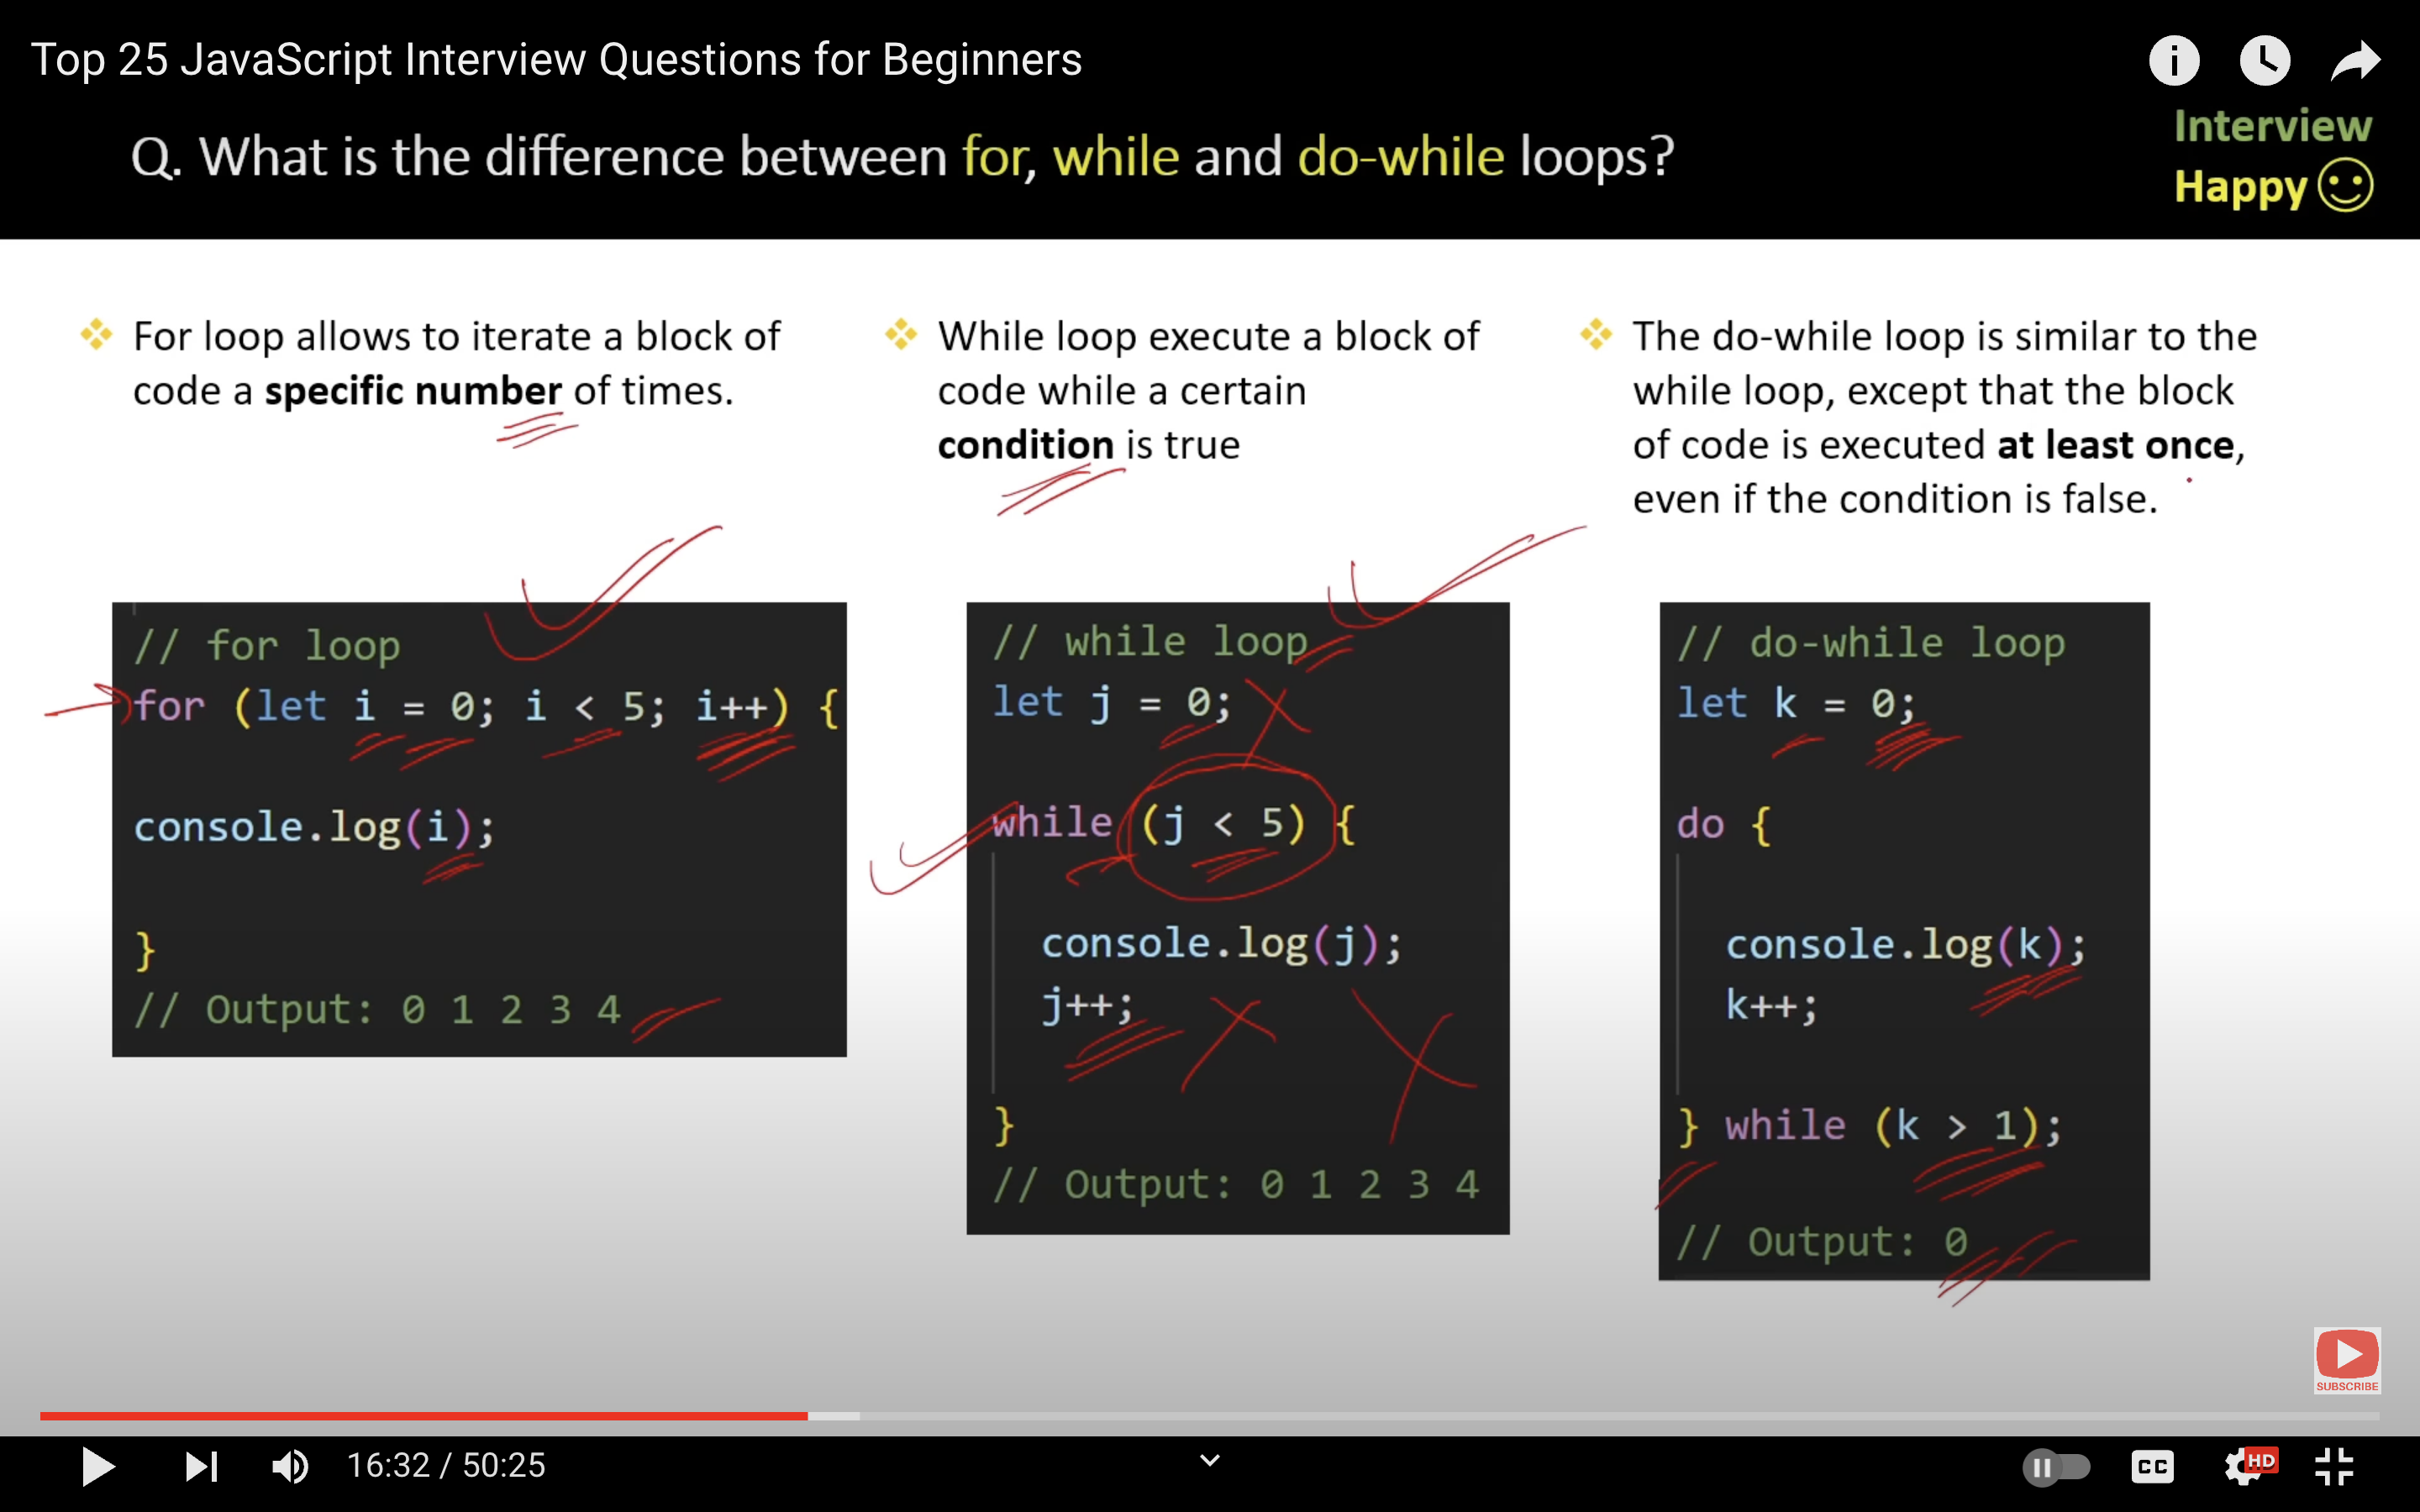 Top 25 JavaScript Interview Questions for Beginners
Q. What is the difference between for, while and do-while loops?
Interview
Happy
For loop allows to iterate a block of
code a specific number of times.
While loop execute a block of
code while a certain
condition is true
The do-while loop is similar to the
while loop, except that the block
of code is executed at least once,
even if the condition is false.
// for loop
for (let i = 0; i < 5; i++) {
console.log(i);
}
// Output: 0 1 2 3 4
// while loop
let j = 0;
while (j < 5) {
console.log(j);
j++;
}
// Output: 0 1 2 3 4
// do-while loop
let k = 0;
do {
console.log(k);
k++;
} while (k > 1);
// Output: 0
SUBSCRIBE
16:32 / 50:25
CC
HD